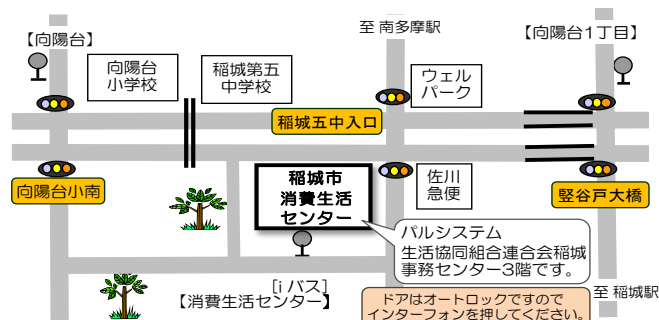 至 南多摩駅
【向陽台】
【向陽台1丁目】
向陽台
小学校
稲城第五
中学校
ウェル
パーク
稲城五中入口
向陽台小南
稲城市
消費生活
センター
佐川
急便
竪谷戸大橋
パルシステム
生活協同組合連合会稲城
事務センター3階です。
[i バス]
【消費生活センター】
至 稲城駅
ドアはオートロックですので
インターフォンを押してください。